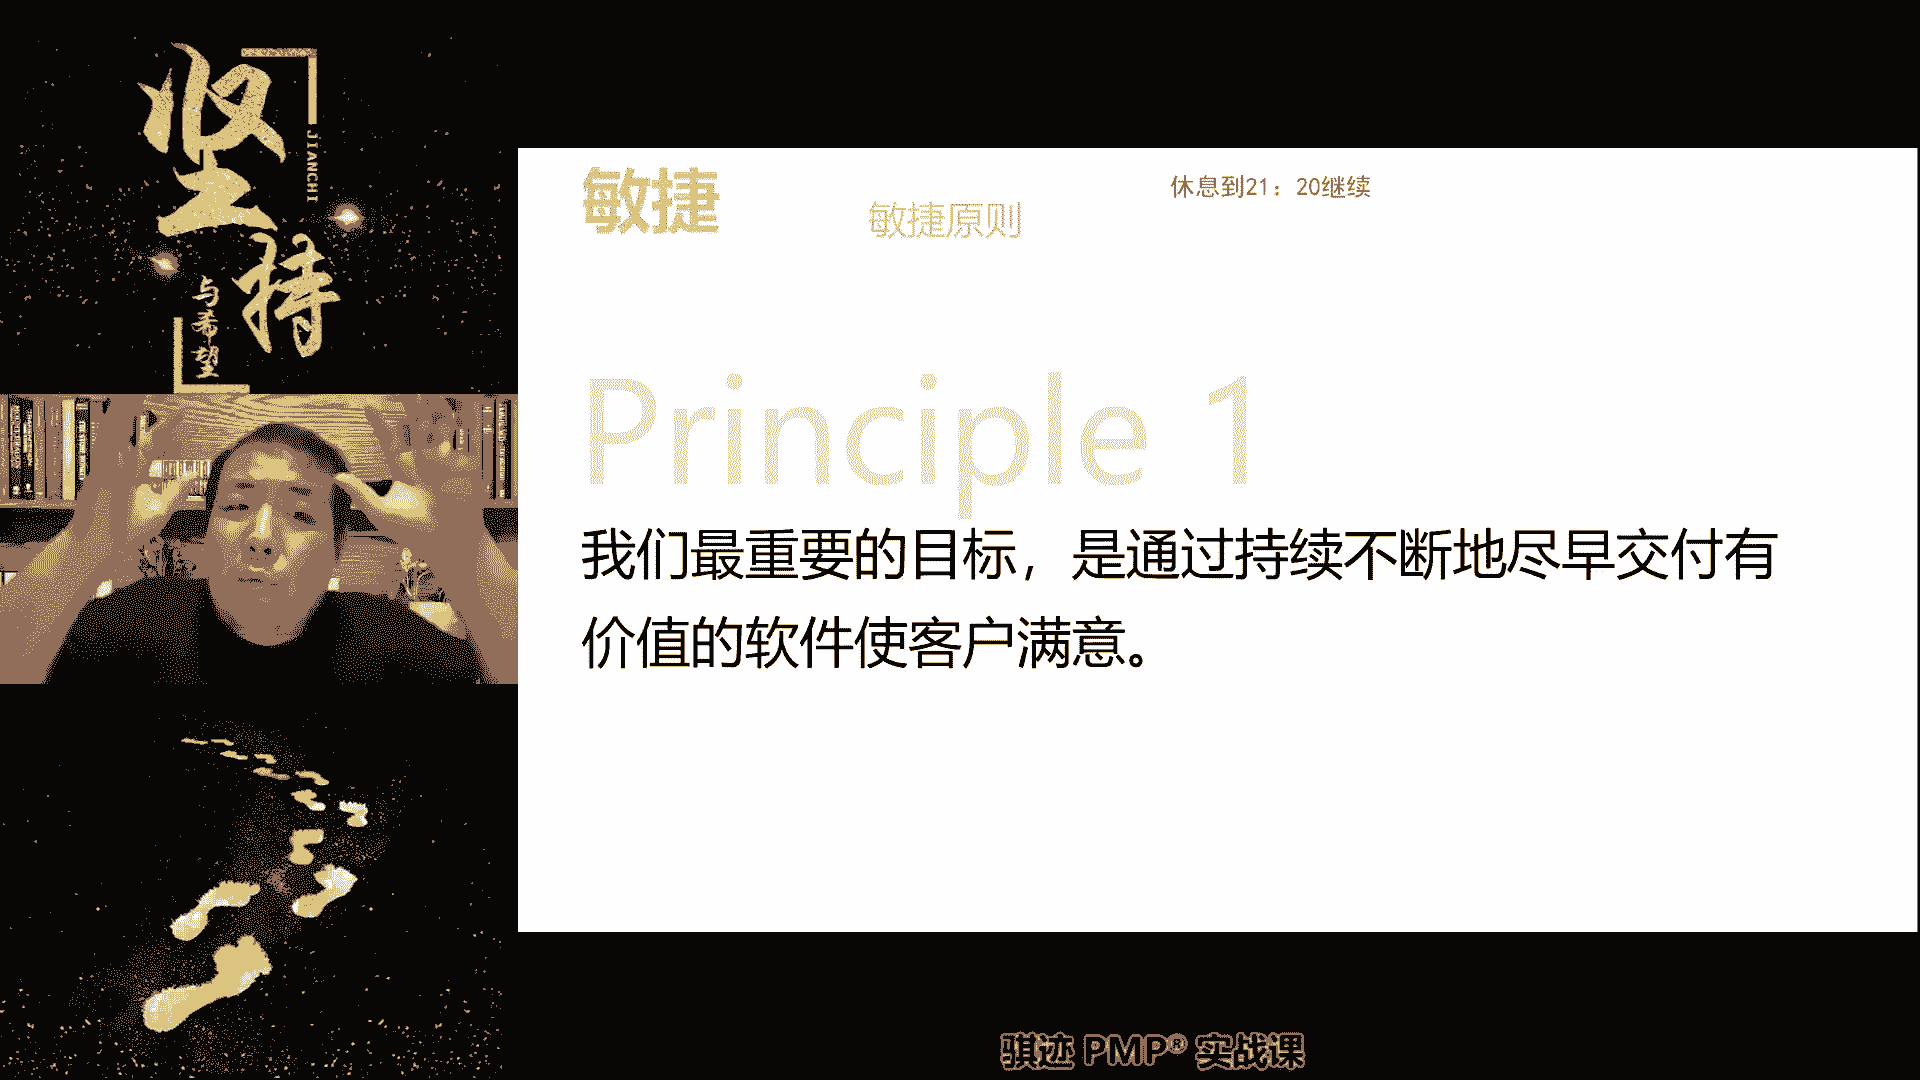 坚持
JIANCHI
与希望
敏捷
敏捷原则
休息到21：20继续
Principle 1
我们最重要的目标，是通过持续不断地尽早交付有
价值的软件使客户满意。
骐迹 PMP® 实战课